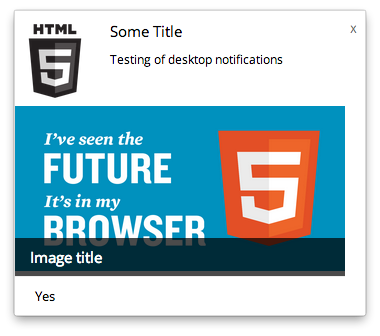 HTML
5
Some Title
x
Testing of desktop notifications
I've seen the
FUTURE
It's in my
BROWSER
5
Image title
Yes